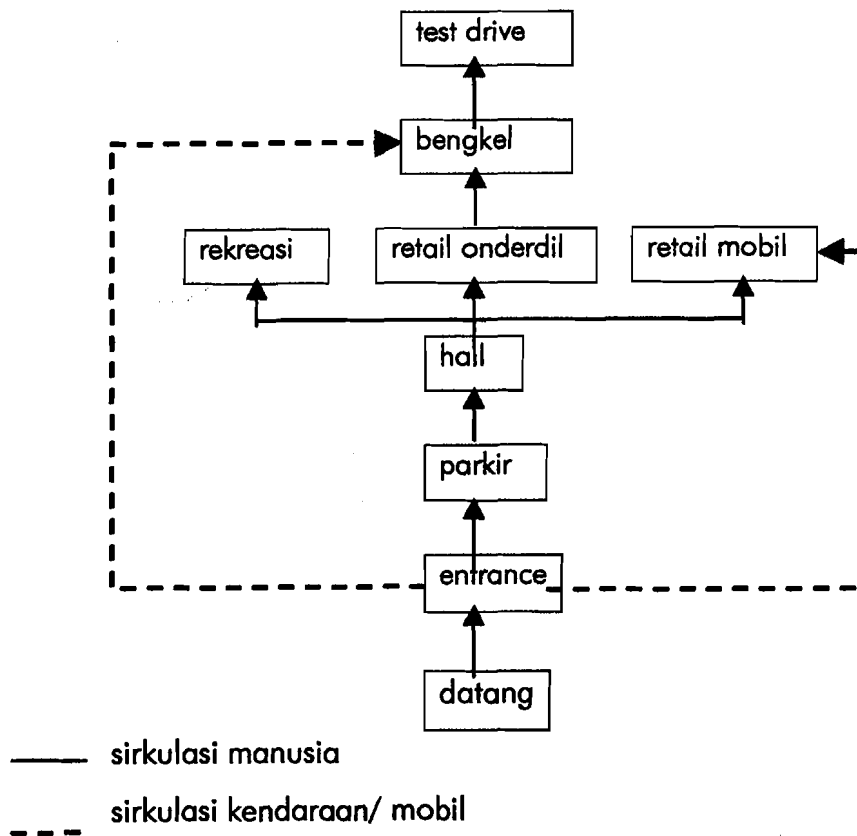 test drive
bengkel
rekreasi
retail onderdil
retail mobil
hall
parkir
entrance
datang
sirkulasi manusia
sirkulasi kendaraan/ mobil